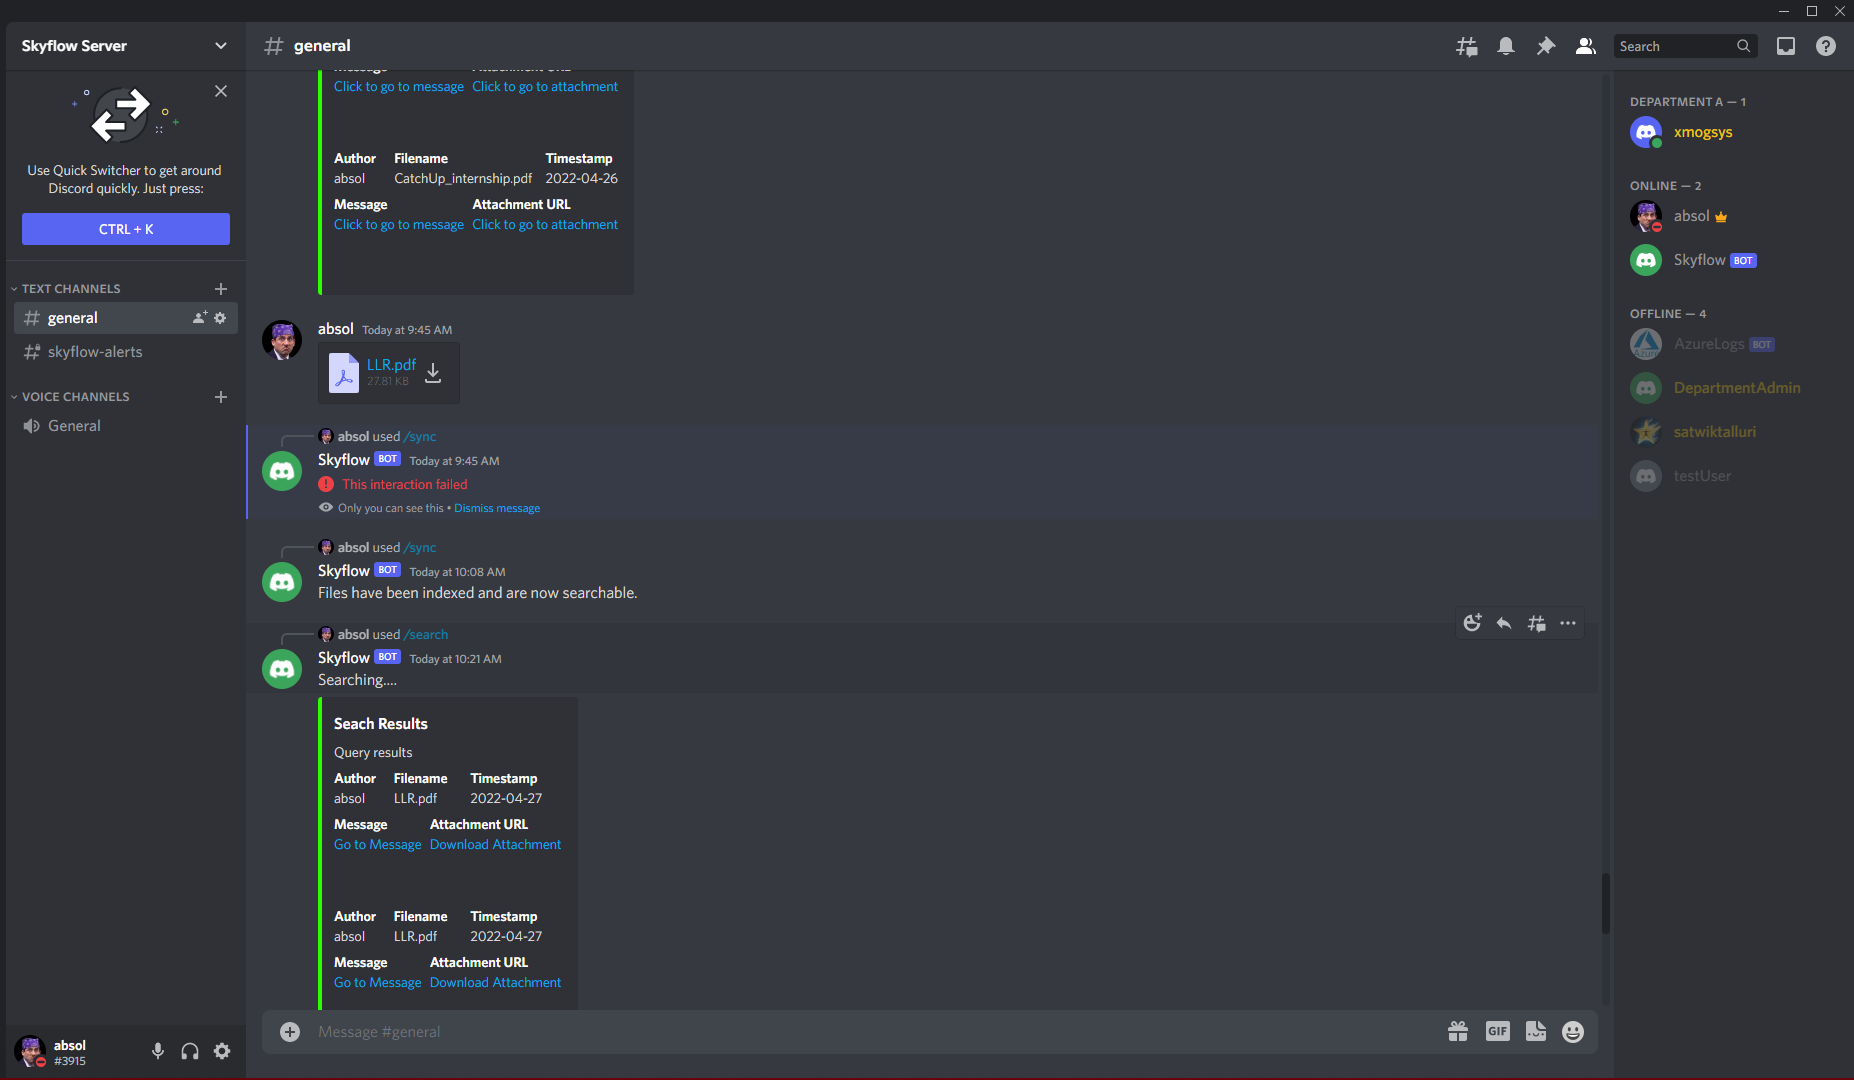 Skyflow Server
Use Quick Switcher to get around
Discord quickly. Just press:
CTRL + K
TEXT CHANNELS
general
skyflow-alerts
VOICE CHANNELS
General
absol
#3915
general
Search
Message Attachment URL
Click to go to message Click to go to attachment
Author Filename Timestamp
absol CatchUp_internship.pdf 2022-04-26
Message Attachment URL
Click to go to message Click to go to attachment
absol Today at 9:45 AM
LLR.pdf
27.81 KB
absol used /sync
Skyflow BOT Today at 9:45 AM
This interaction failed
Only you can see this • Dismiss message
absol used /sync
Skyflow BOT Today at 10:08 AM
Files have been indexed and are now searchable.
absol used /search
Skyflow BOT Today at 10:21 AM
Searching....
Seach Results
Query results
Author Filename Timestamp
absol LLR.pdf 2022-04-27
Message Attachment URL
Go to Message Download Attachment
Author Filename Timestamp
absol LLR.pdf 2022-04-27
Message Attachment URL
Go to Message Download Attachment
Message #general
GIF
DEPARTMENT A — 1
xmogsys
ONLINE — 2
absol
Skyflow BOT
OFFLINE — 4
Azure
AzureLogs BOT
DepartmentAdmin
satwiktalluri
testUser